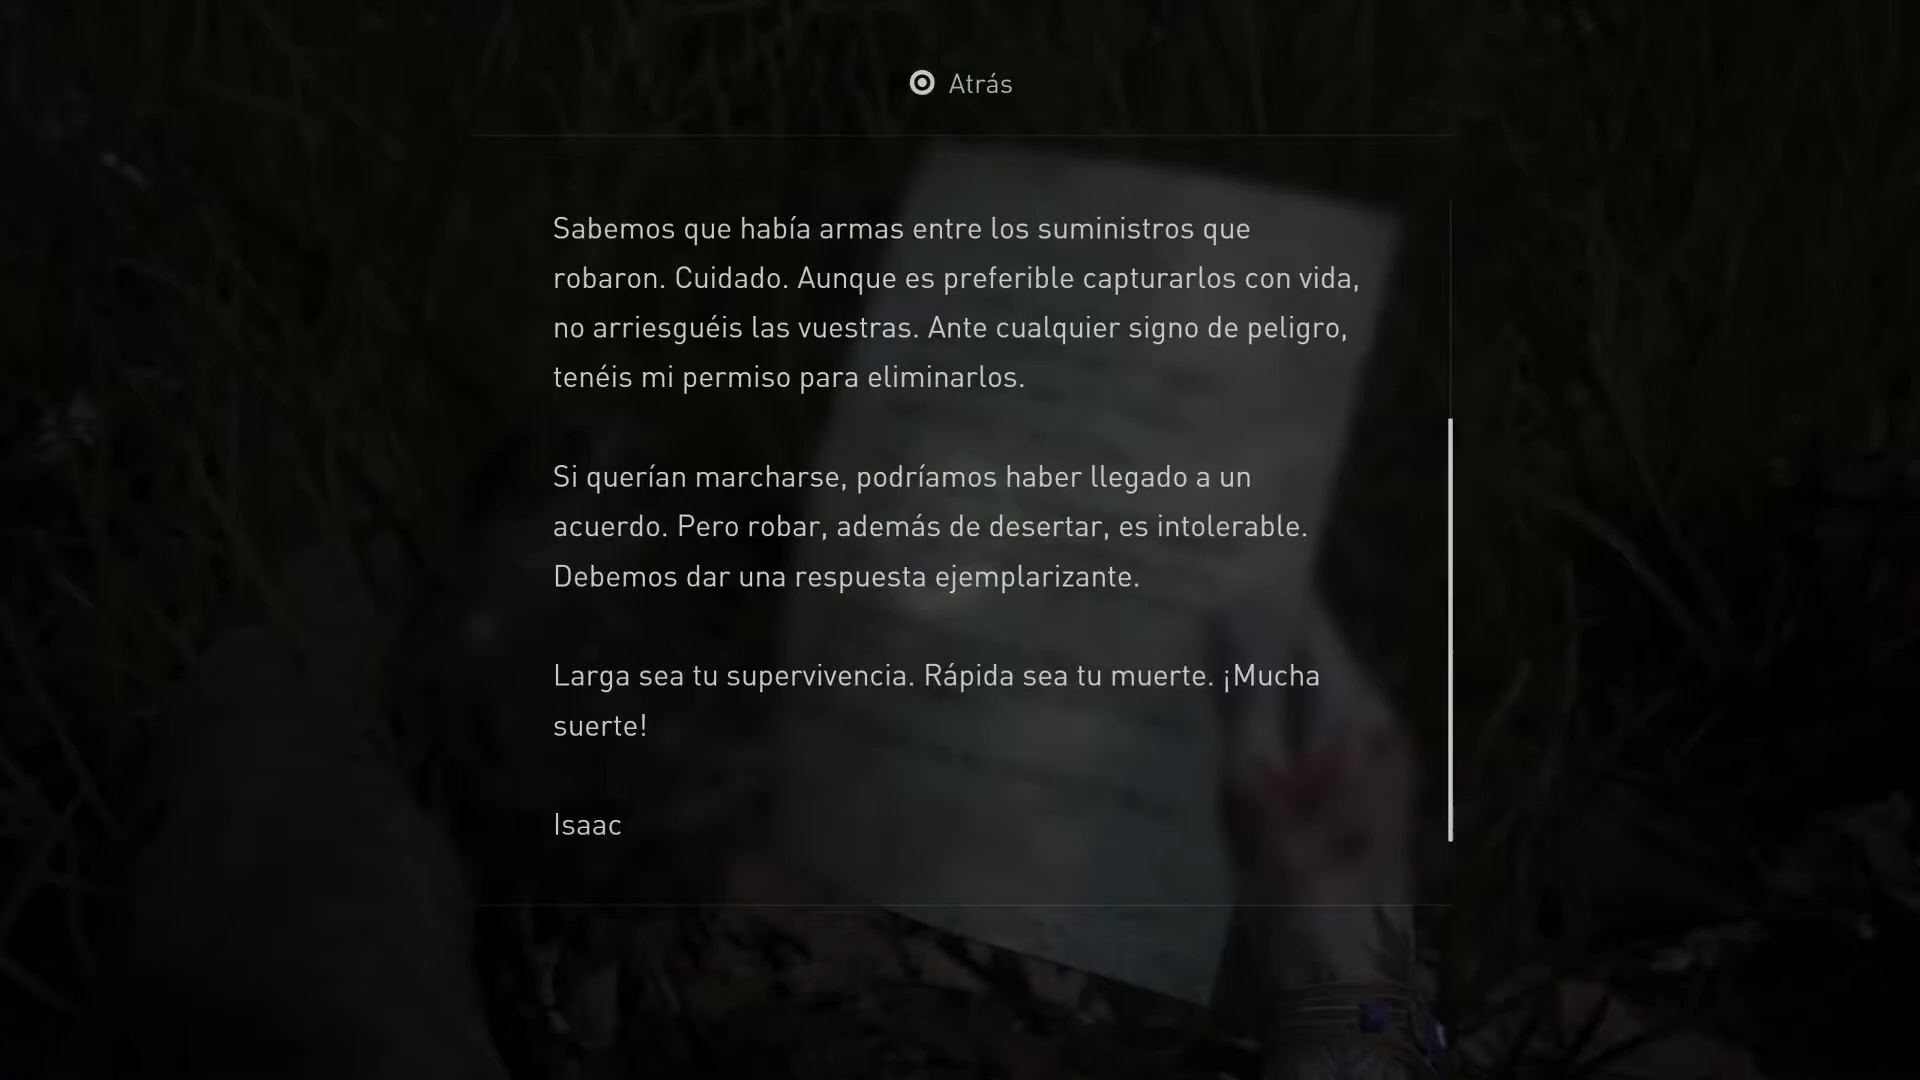 Atrás
Sabemos que había armas entre los suministros que
robaron. Cuidado. Aunque es preferible capturarlos con vida,
no arriesguéis las vuestras. Ante cualquier signo de peligro,
tenéis mi permiso para eliminarlos.
Si querían marcharse, podríamos haber llegado a un
acuerdo. Pero robar, además de desertar, es intolerable.
Debemos dar una respuesta ejemplarizante.
Larga sea tu supervivencia. Rápida sea tu muerte. ¡Mucha
suerte!
Isaac